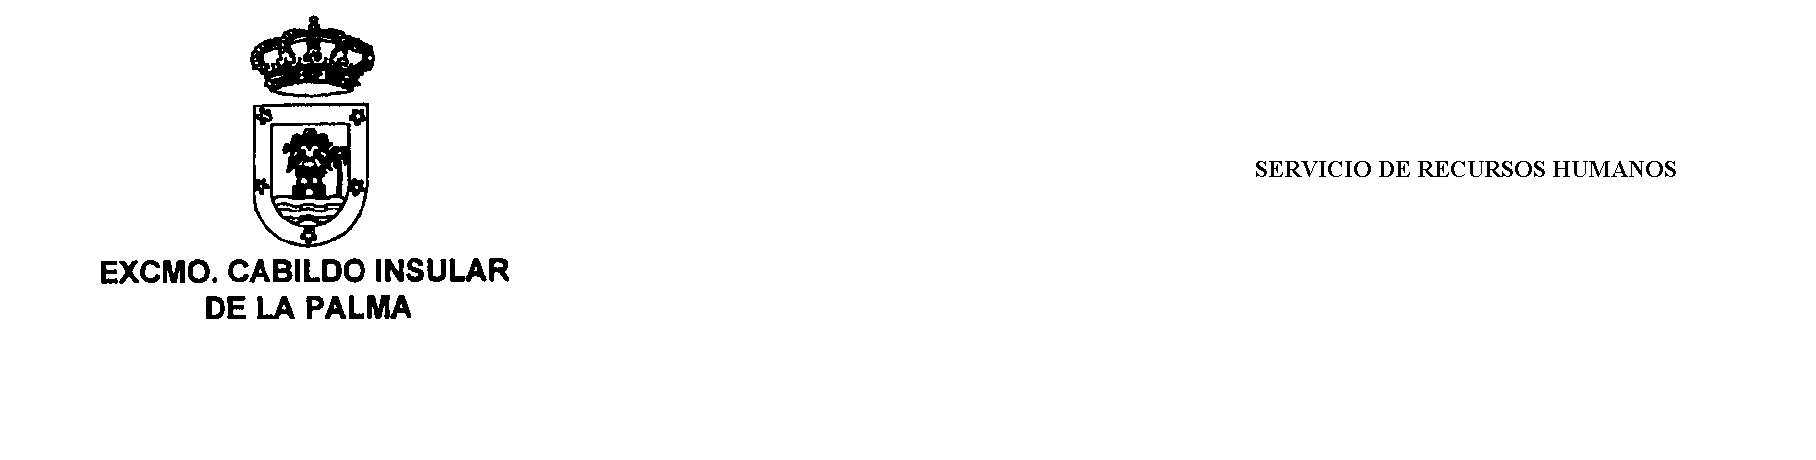 SERVICIO DE RECURSOS HUMANOS
EXCMO. CABILDO INSULAR
DE LA PALMA